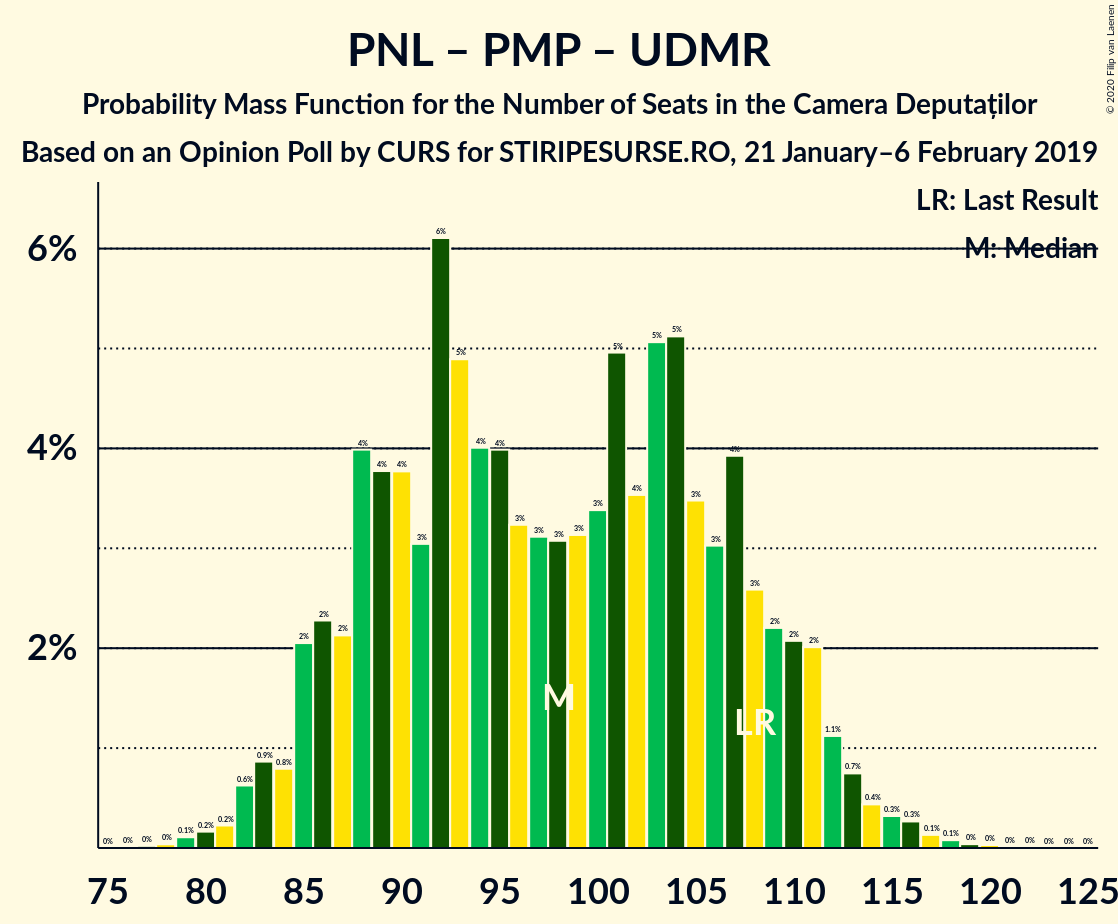 PNL – PMP – UDMR
Probability Mass Function for the Number of Seats in the Camera Deputaților
Based on an Opinion Poll by CURS for STIRIPESURSE.RO, 21 January–6 February 2019
© 2020 Filip van Laenen
LR: Last Result
M: Median
6%
4%
2%
0% 0% 0% 0% 0.1% 0.2% 0.2% 0.6% 0.9% 0.8% 2% 2% 2% 4% 4% 4% 3% 6% 5% 4% 4% 3% 3% 3% 3% 3% 5% 4% 5% 5% 3% 3% 4% 3% 2% 2% 2% 1.1% 0.7% 0.4% 0.3% 0.3% 0.1% 0.1% 0% 0% 0% 0% 0% 0% 0%
M
LR
75 80 85 90 95 100 105 110 115 120 125